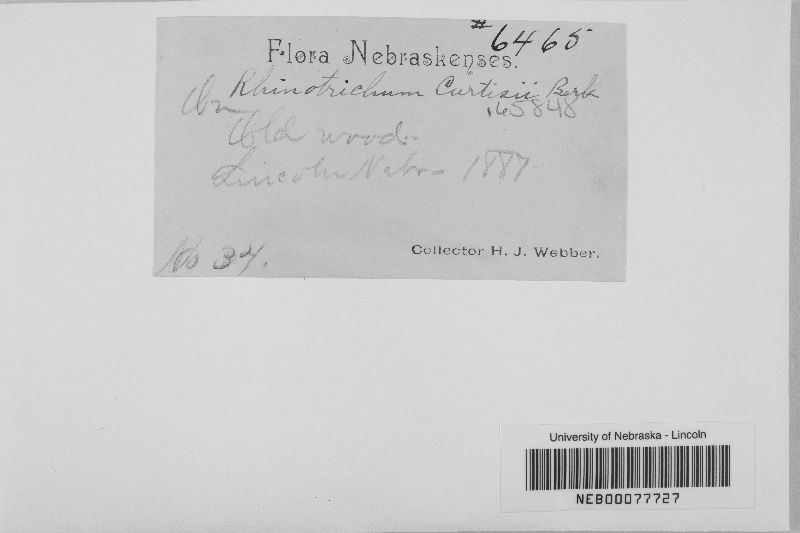 # 6465
Flora Nebraskenses.
Rhinotrichum Curtisii Berk.
165848
On
Old wood.
Lincoln Nebr- 1887
No 34.
Collector H. J. Webber.
University of Nebraska - Lincoln
NEB00077727